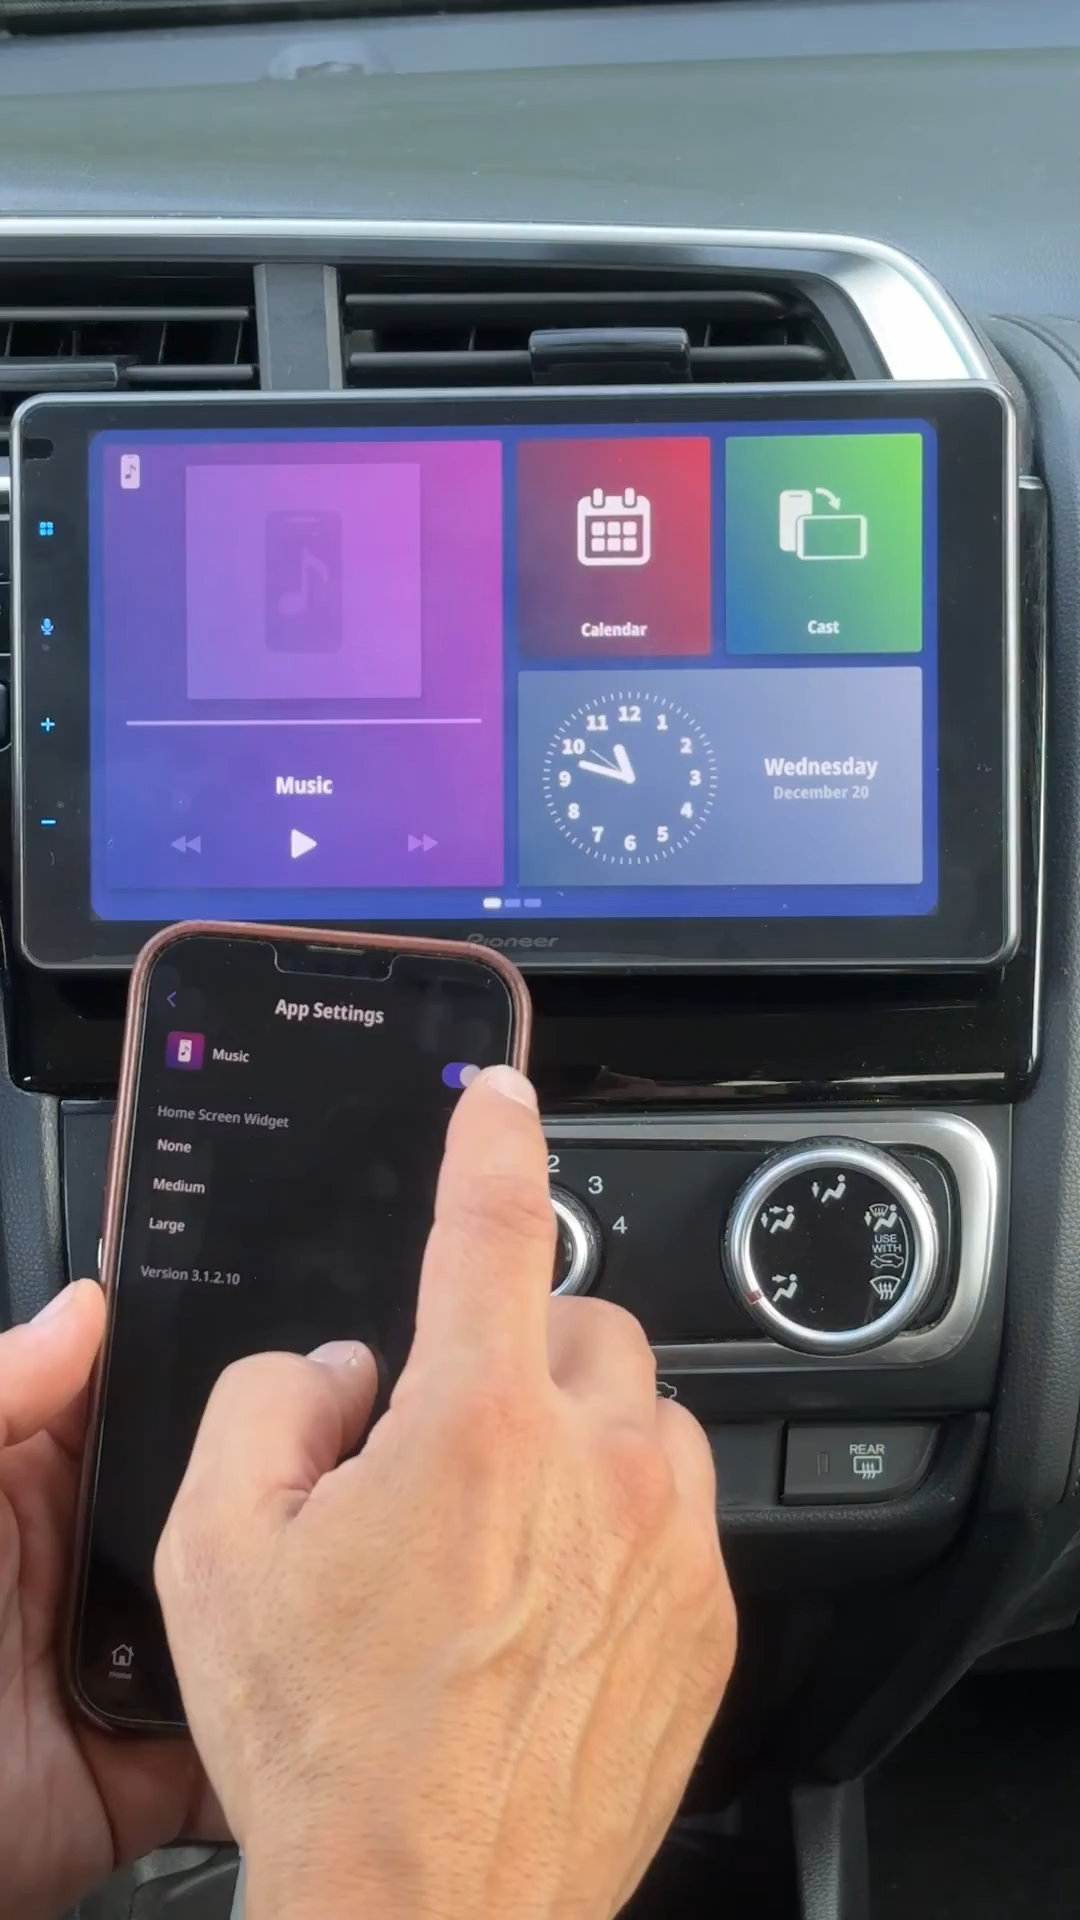 Calendar
Cast
Music
12
11
1
10
2
9
3
8
4
7
5
6
Wednesday
December 20
Pioneer
App Settings
Music
Home Screen Widget
None
Medium
Large
Version 3.1.2.10
Home
2
3
4
USE
WITH
REAR